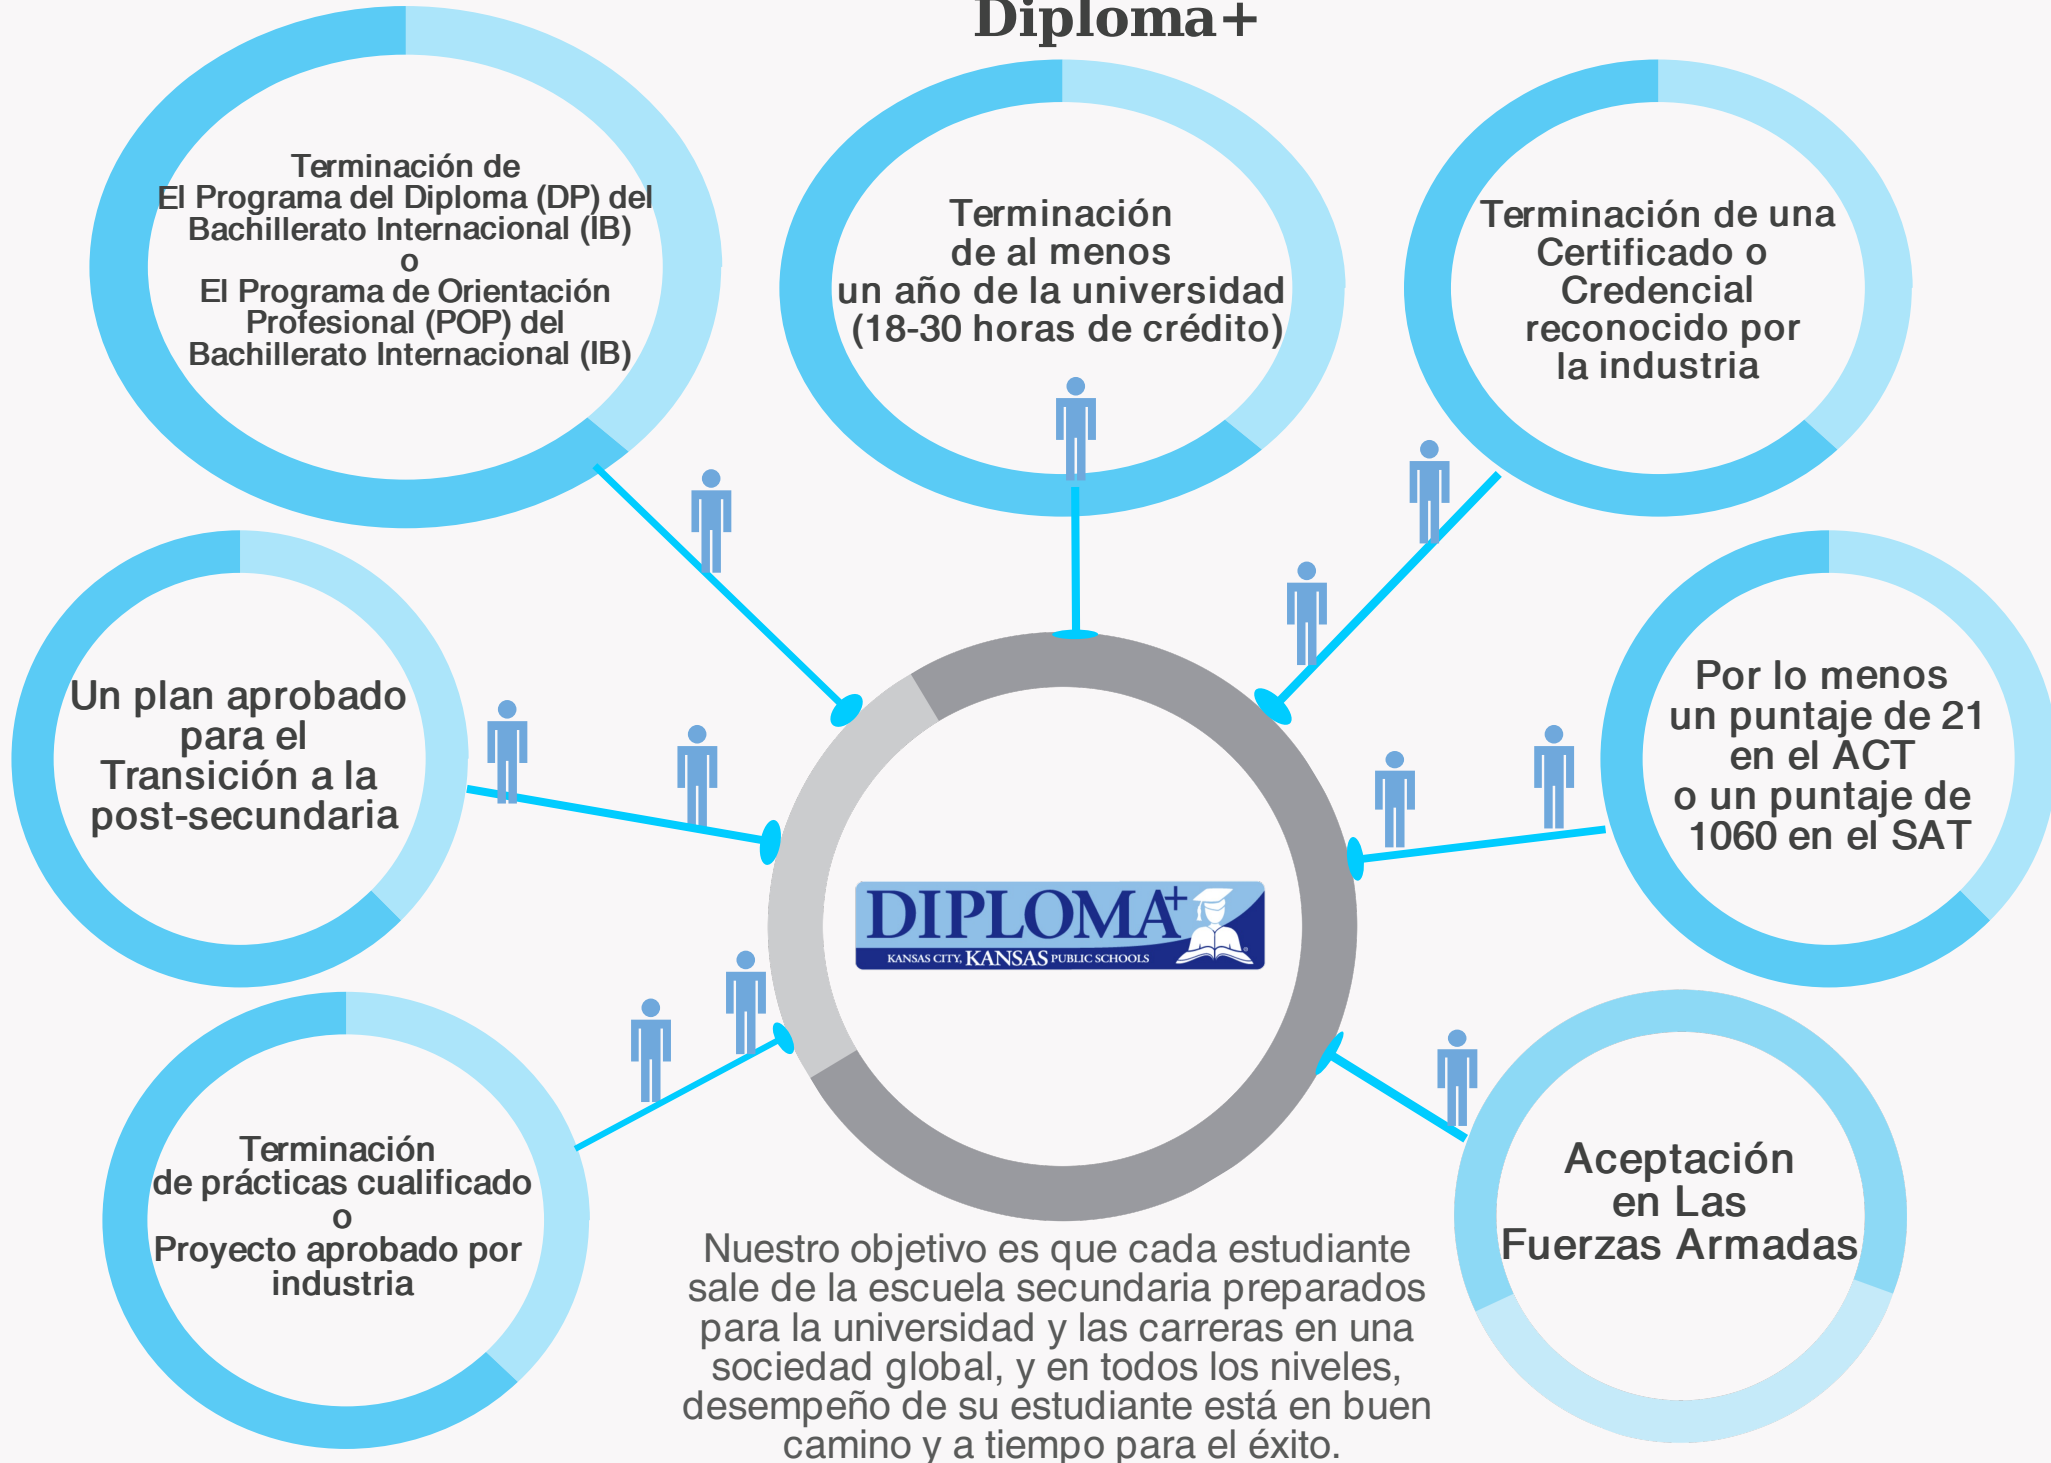 Diploma+
Terminación de
El Programa del Diploma (DP) del
Bachillerato Internacional (IB)
o
El Programa de Orientación
Profesional (POP) del
Bachillerato Internacional (IB)
Terminación
de al menos
un año de la universidad
(18-30 horas de crédito)
Terminación de una
Certificado o
Credencial
reconocido por
la industria
Un plan aprobado
para el
Transición a la
post-secundaria
Por lo menos
un puntaje de 21
en el ACT
o un puntaje de
1060 en el SAT
DIPLOMA+
KANSAS CITY, KANSAS PUBLIC SCHOOLS
Terminación
de prácticas cualificado
o
Proyecto aprobado por
industria
Aceptación
en Las
Fuerzas Armadas
Nuestro objetivo es que cada estudiante
sale de la escuela secundaria preparados
para la universidad y las carreras en una
sociedad global, y en todos los niveles,
desempeño de su estudiante está en buen
camino y a tiempo para el éxito.